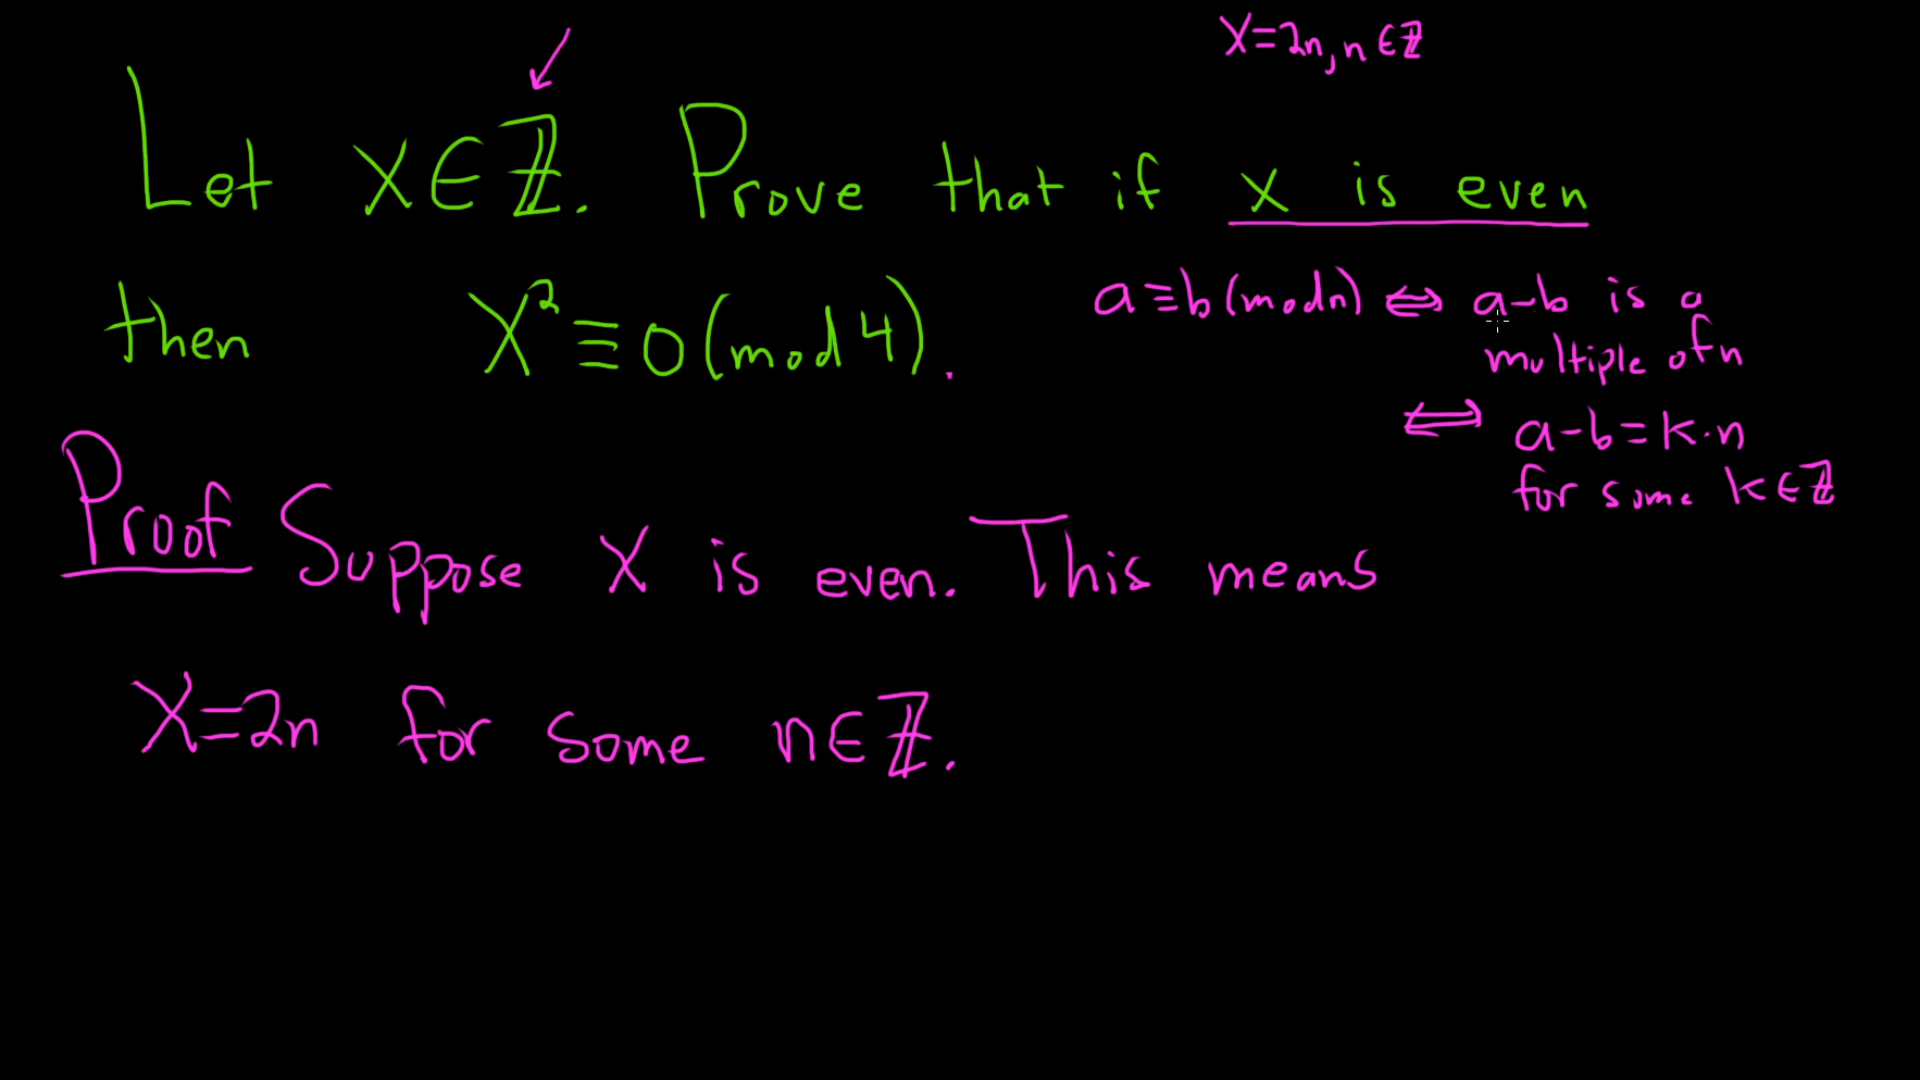 X=2n, n∈ℤ
Let X∈ℤ. Prove that if x is even
then X²≡0(mod 4).
a≡b(modn) ⟺ a-b is a
multiple of n
⟺ a-b=k·n
for some k∈ℤ
Proof Suppose X is even. This means
X=2n for some n∈ℤ.